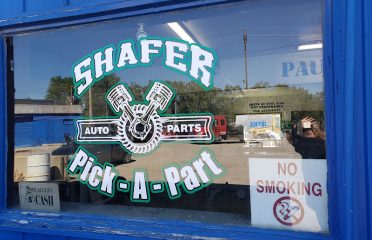 SHAFER
PAU
AUTO PARTS
Pick-A-Part
NO
SMOKING
CASH